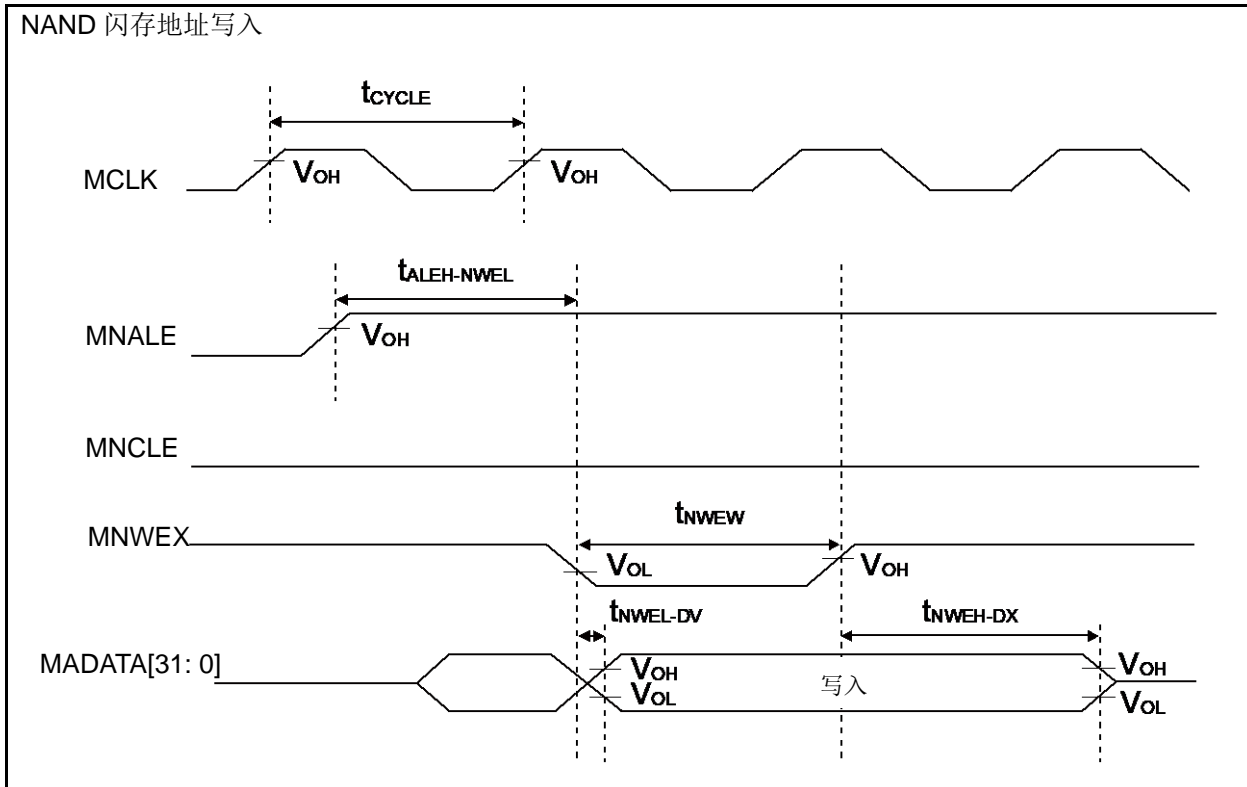 NAND 闪存地址写入
tCYCLE
MCLK
VOH
VOH
tALEH-NWEL
MNALE
VOH
MNCLE
tNWEW
MNWEX
VOL
VOH
tNWEL-DV
tNWEH-DX
MADATA[31: 0]
VOH
VOL
写入
VOH
VOL